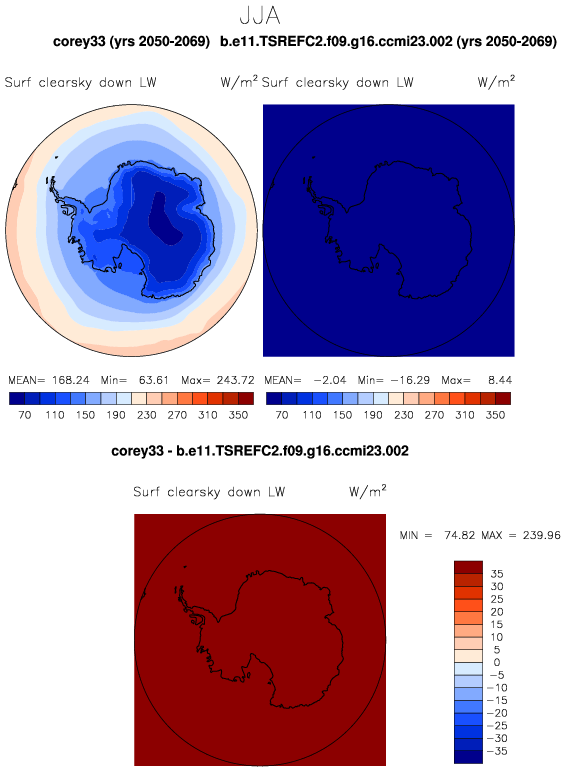 JJA
corey33 (yrs 2050-2069) b.e11.TSREFC2.f09.g16.ccmi23.002 (yrs 2050-2069)
Surf clearsky down LW W/m² Surf clearsky down LW W/m²
MEAN= 168.24 Min= 63.61 Max= 243.72 MEAN= −2.04 Min= −16.29 Max= 8.44
70 110 150 190 230 270 310 350 70 110 150 190 230 270 310 350
corey33 - b.e11.TSREFC2.f09.g16.ccmi23.002
Surf clearsky down LW W/m²
MIN = 74.82 MAX = 239.96
35
30
25
20
15
10
5
0
−5
−10
−15
−20
−25
−30
−35